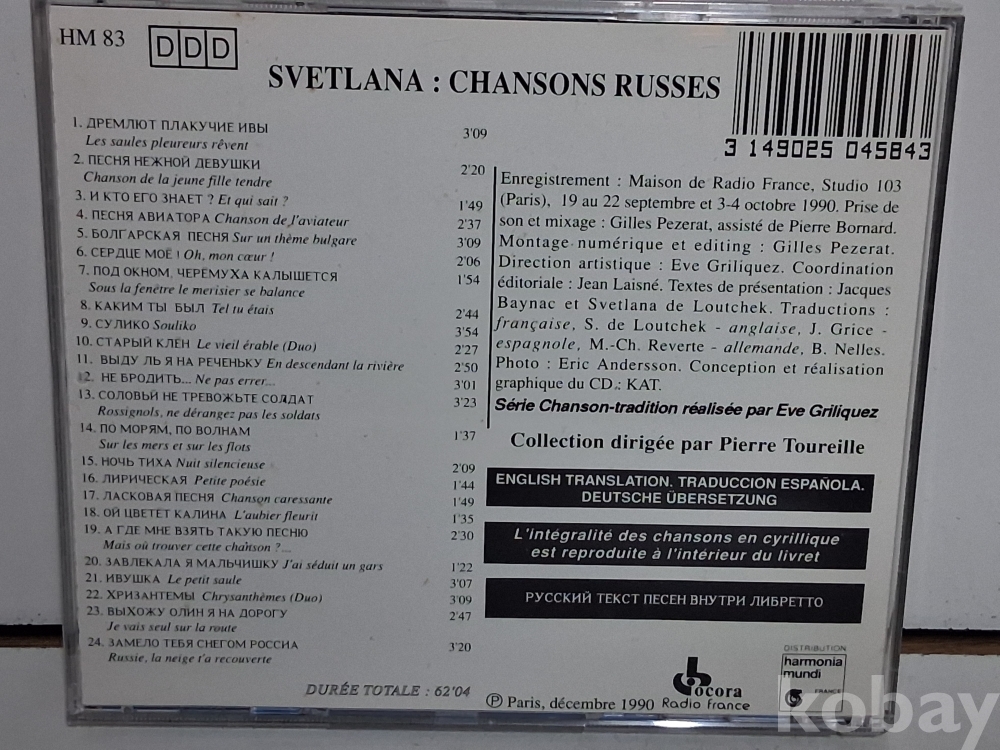 HM 83
DDD
SVETLANA : CHANSONS RUSSES
3 149025 045843
1. ДРЕМЛЮТ ПЛАКУЧИЕ ИВЫ
Les saules pleureurs rêvent 3'09
2. ПЕСНЯ НЕЖНОЙ ДЕВУШКИ 2'20
Chanson de la jeune fille tendre
3. И КТО ЕГО ЗНАЕТ ? Et qui sait ? 1'49
4. ПЕСНЯ АВИАТОРА Chanson de l'aviateur 2'37
5. БОЛГАРСКАЯ ПЕСНЯ Sur un thème bulgare 3'09
6. СЕРДЦЕ МОЁ ! Oh, mon cœur ! 2'06
7. ПОД ОКНОМ, ЧЕРЁМУХА КАЛЫШЕТСЯ 1'54
Sous la fenêtre le merisier se balance
8. КАКИМ ТЫ БЫЛ Tel tu étais 2'44
9. СУЛИКО Souliko 3'54
10. СТАРЫЙ КЛЁН Le vieil érable (Duo) 2'27
11. ВЫДУ ЛЬ Я НА РЕЧЕНЬКУ En descendant la rivière 2'50
12. НЕ БРОДИТЬ... Ne pas errer... 3'01
13. СОЛОВЬЙ НЕ ТРЕВОЖЬТЕ СОЛДАТ 3'23
Rossignols, ne dérangez pas les soldats
14. ПО МОРЯМ, ПО ВОЛНАМ 1'37
Sur les mers et sur les flots
15. НОЧЬ ТИХА Nuit silencieuse 2'09
16. ЛИРИЧЕСКАЯ Petite poésie 1'44
17. ЛАСКОВАЯ ПЕСНЯ Chanson caressante 1'49
18. ОЙ ЦВЕТЕТ КАЛИНА L'aubier fleurit 1'35
19. А ГДЕ МНЕ ВЗЯТЬ ТАКУЮ ПЕСНЮ 2'30
Mais où trouver cette chanson ?...
20. ЗАВЛЕКАЛА Я МАЛЬЧИШКУ J'ai séduit un gars 1'22
21. ИВУШКА Le petit saule 3'07
22. ХРИЗАНТЕМЫ Chrysanthèmes (Duo) 3'09
23. ВЫХОЖУ ОЛИН Я НА ДОРОГУ 2'47
Je vais seul sur la route
24. ЗАМЕЛО ТЕБЯ СНЕГОМ РОССИА 3'20
Russie, la neige t'a recouverte
DURÉE TOTALE : 62'04
Enregistrement : Maison de Radio France, Studio 103
(Paris), 19 au 22 septembre et 3-4 octobre 1990. Prise de
son et mixage : Gilles Pezerat, assisté de Pierre Bornard.
Montage numérique et editing : Gilles Pezerat.
Direction artistique : Eve Griliquez. Coordination
éditoriale : Jean Laisné. Textes de présentation : Jacques
Baynac et Svetlana de Loutchek. Traductions :
française, S. de Loutchek - anglaise, J. Grice -
espagnole, M.-Ch. Reverte - allemande, B. Nelles.
Photo : Eric Andersson. Conception et réalisation
graphique du CD.: KAT.
Série Chanson-tradition réalisée par Eve Griliquez
Collection dirigée par Pierre Toureille
ENGLISH TRANSLATION. TRADUCCION ESPAÑOLA.
DEUTSCHE ÜBERSETZUNG
L'intégralité des chansons en cyrillique
est reproduite à l'intérieur du livret
РУССКИЙ ТЕКСТ ПЕСЕН ВНУТРИ ЛИБРЕТТО
Ⓟ Paris, décembre 1990
ocora
Radio france
DISTRIBUTION
harmonia
mundi
FRANCE
kobay